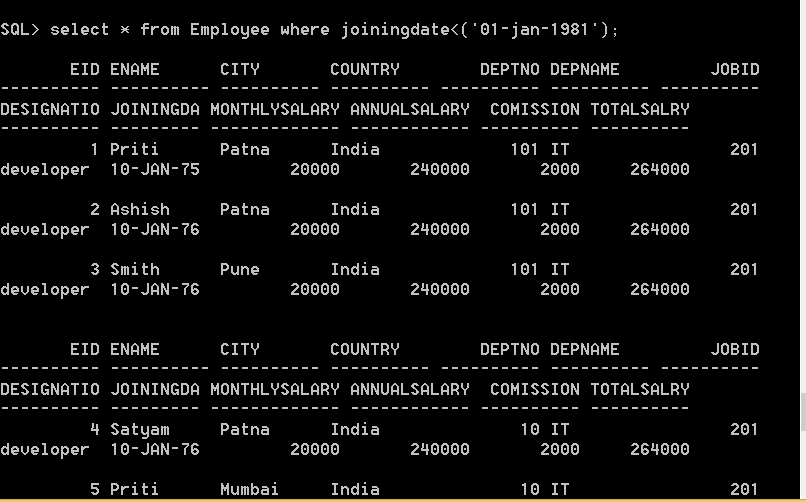 SQL> select * from Employee where joiningdate<('01-jan-1981');
EID ENAME CITY COUNTRY DEPTNO DEPNAME JOBID
---------- ---------- ---------- ---------- ---------- ---------- ----------
DESIGNATIO JOININGDA MONTHLYSALARY ANNUALSALARY COMISSION TOTALSALRY
---------- --------- ------------- ------------ ---------- ----------
1 Priti Patna India 101 IT 201
developer 10-JAN-75 20000 240000 2000 264000
2 Ashish Patna India 101 IT 201
developer 10-JAN-76 20000 240000 2000 264000
3 Smith Pune India 101 IT 201
developer 10-JAN-76 20000 240000 2000 264000
EID ENAME CITY COUNTRY DEPTNO DEPNAME JOBID
---------- ---------- ---------- ---------- ---------- ---------- ----------
DESIGNATIO JOININGDA MONTHLYSALARY ANNUALSALARY COMISSION TOTALSALRY
---------- --------- ------------- ------------ ---------- ----------
4 Satyam Patna India 10 IT 201
developer 10-JAN-76 20000 240000 2000 264000
5 Priti Mumbai India 10 IT 201